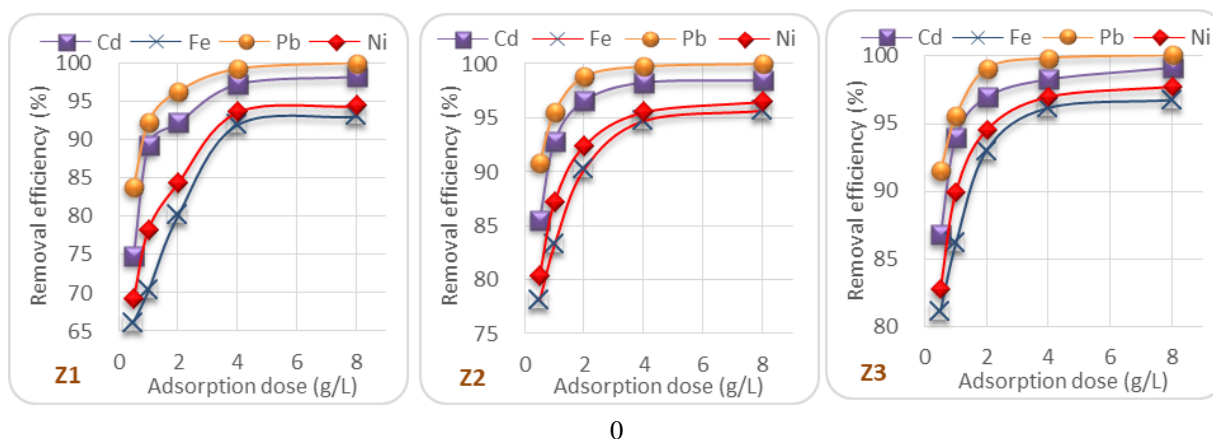 Cd Fe Pb Ni
100
95
90
85
80
75
70
65
0 2 4 6 8
Removal efficiency (%)
Adsorption dose (g/L)
Z1
Cd Fe Pb Ni
100
95
90
85
80
75
0 2 4 6 8
Removal efficiency (%)
Adsorption dose (g/L)
Z2
Cd Fe Pb Ni
100
95
90
85
80
0 2 4 6 8
Removal efficiency (%)
Adsorption dose (g/L)
Z3
0